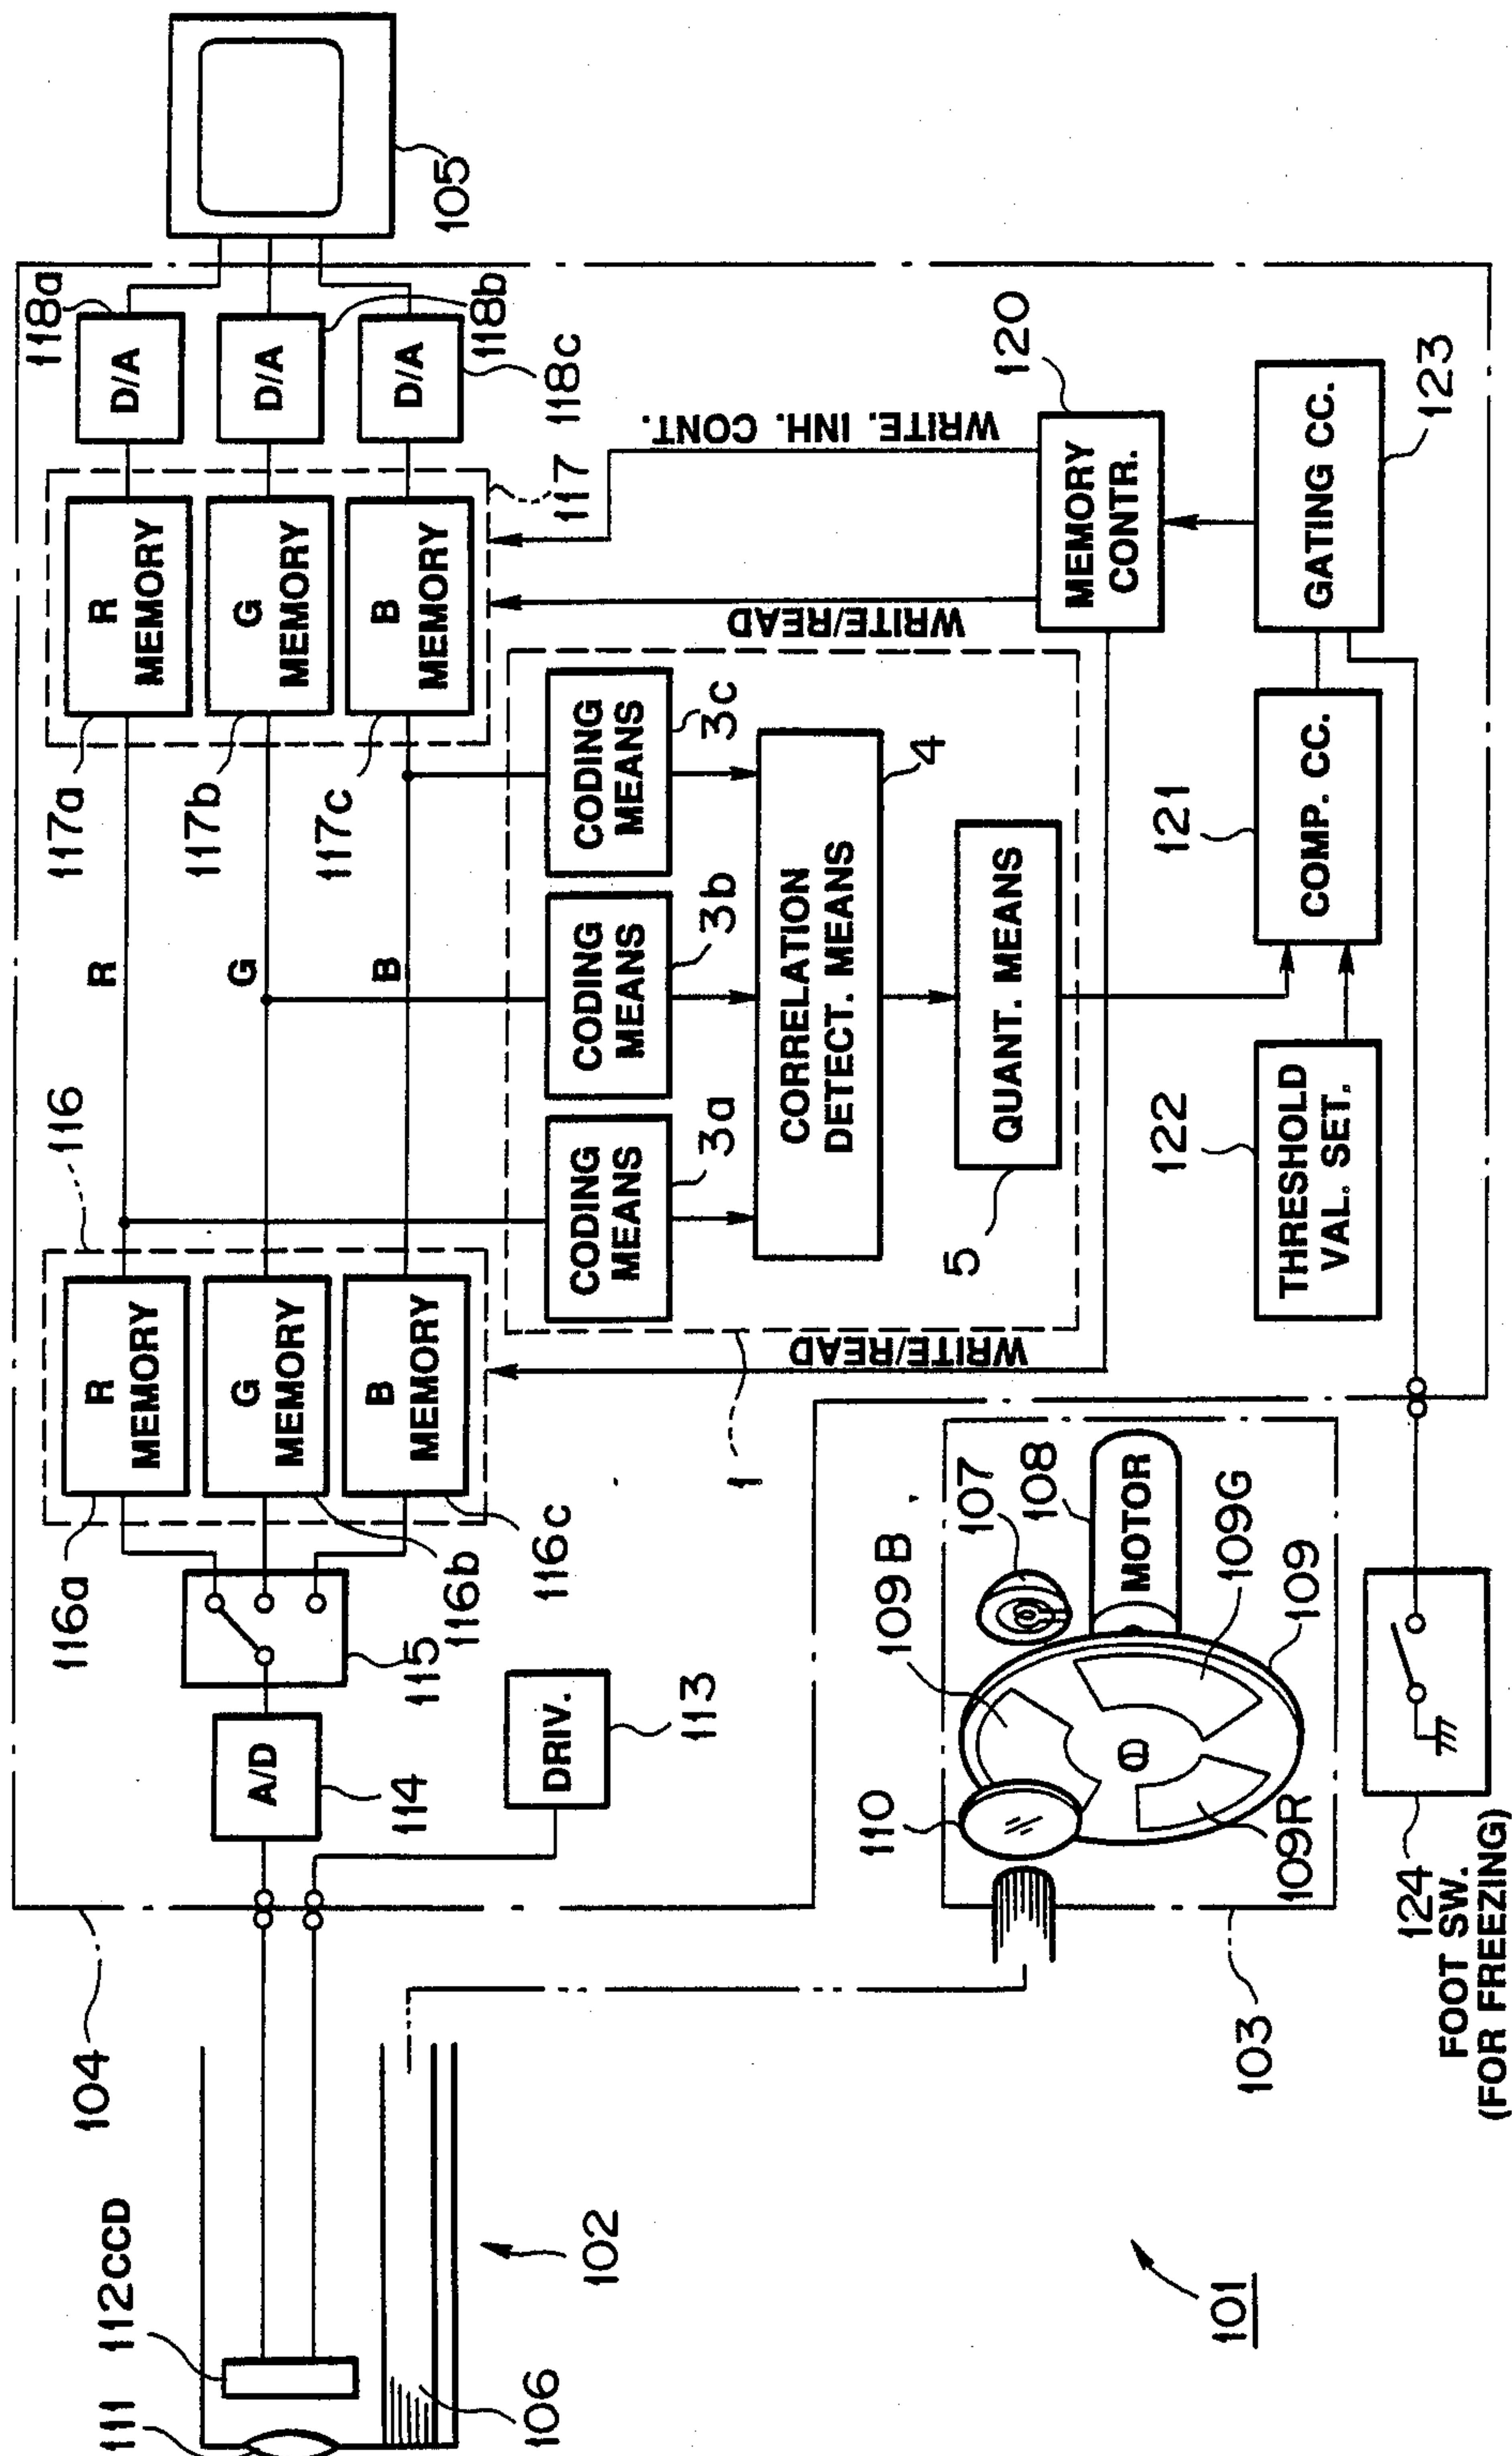 111
112CCD
106
102
101
104
A/D
114
115
DRIV.
113
116
R
MEMORY
116a
G
MEMORY
116b
B
MEMORY
116c
R
G
B
117
R
MEMORY
117a
G
MEMORY
117b
B
MEMORY
117c
D/A
118a
D/A
118b
D/A
118c
105
CODING
MEANS
3a
CODING
MEANS
3b
CODING
MEANS
3c
CORRELATION
DETECT. MEANS
4
QUANT. MEANS
5
1
WRITE/READ
WRITE/READ
WRITE. INH. CONT.
MEMORY
CONTR.
120
GATING CC.
123
COMP. CC.
121
THRESHOLD
VAL. SET.
122
103
110
109B
107
108
MOTOR
109G
109
109R
124
FOOT SW.
(FOR FREEZING)